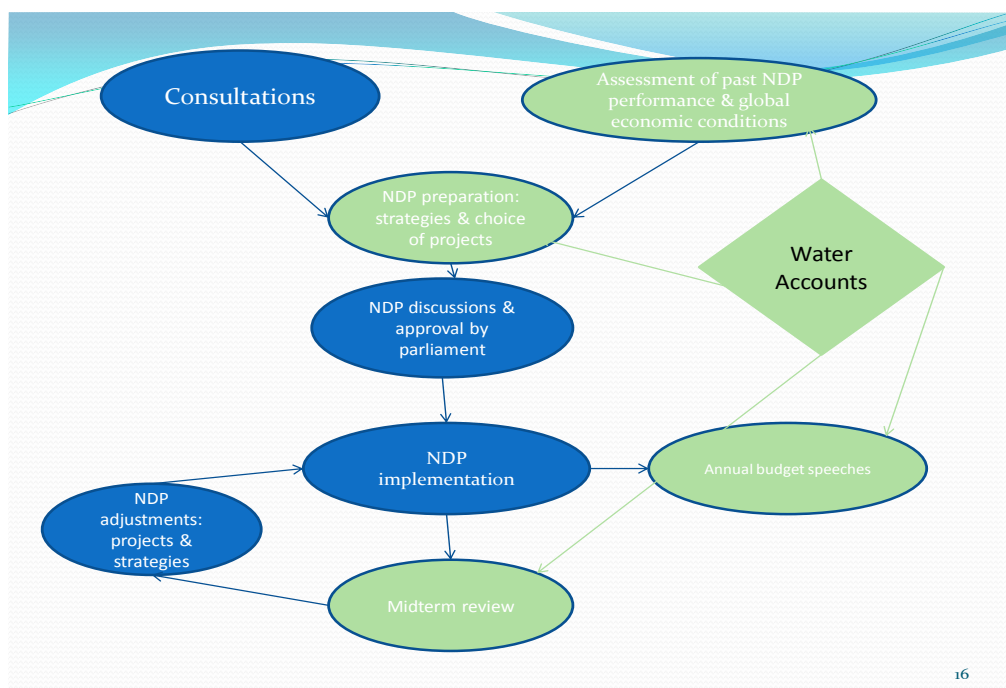 Consultations
Assessment of past NDP
performance & global
economic conditions
NDP preparation:
strategies & choice
of projects
Water
Accounts
NDP discussions &
approval by
parliament
NDP
implementation
Annual budget speeches
NDP
adjustments:
projects &
strategies
Midterm review
16